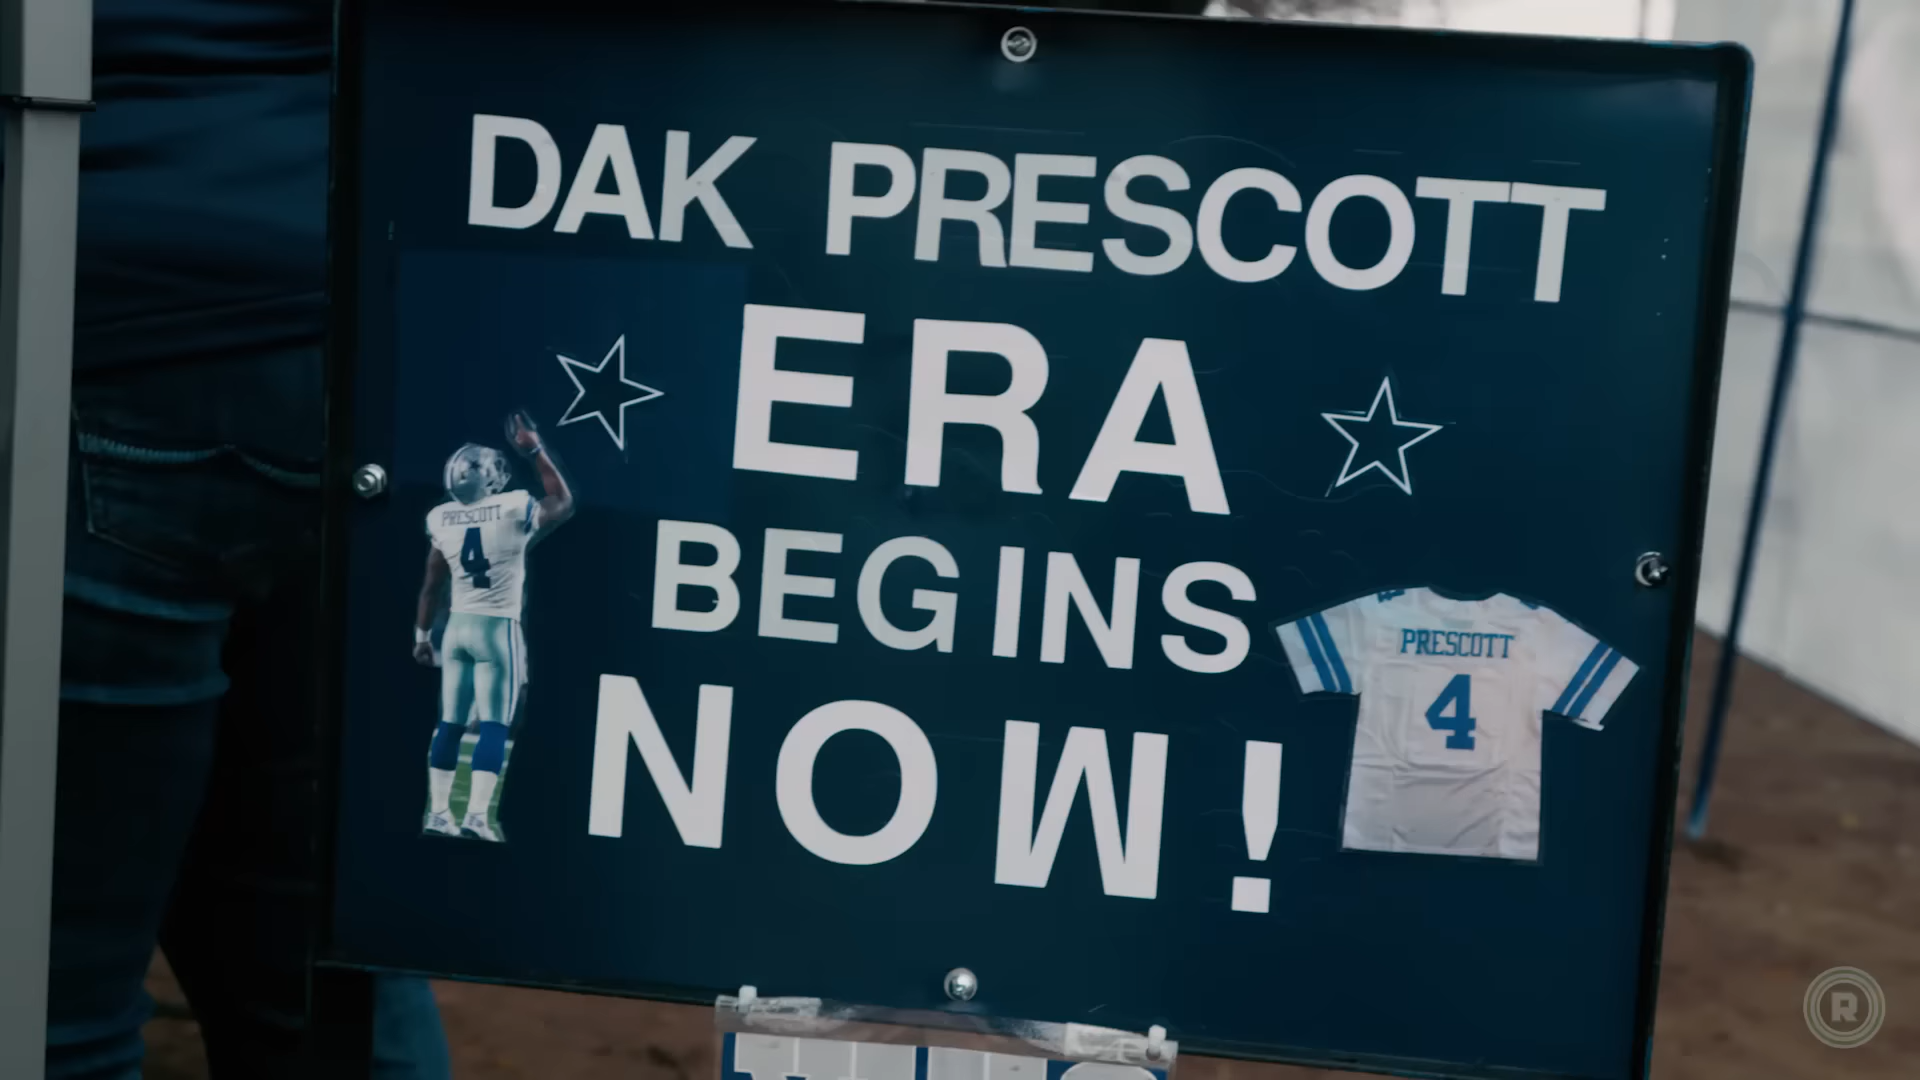 DAK PRESCOTT
ERA
BEGINS
NOW!
PRESCOTT
4
PRESCOTT
4
R